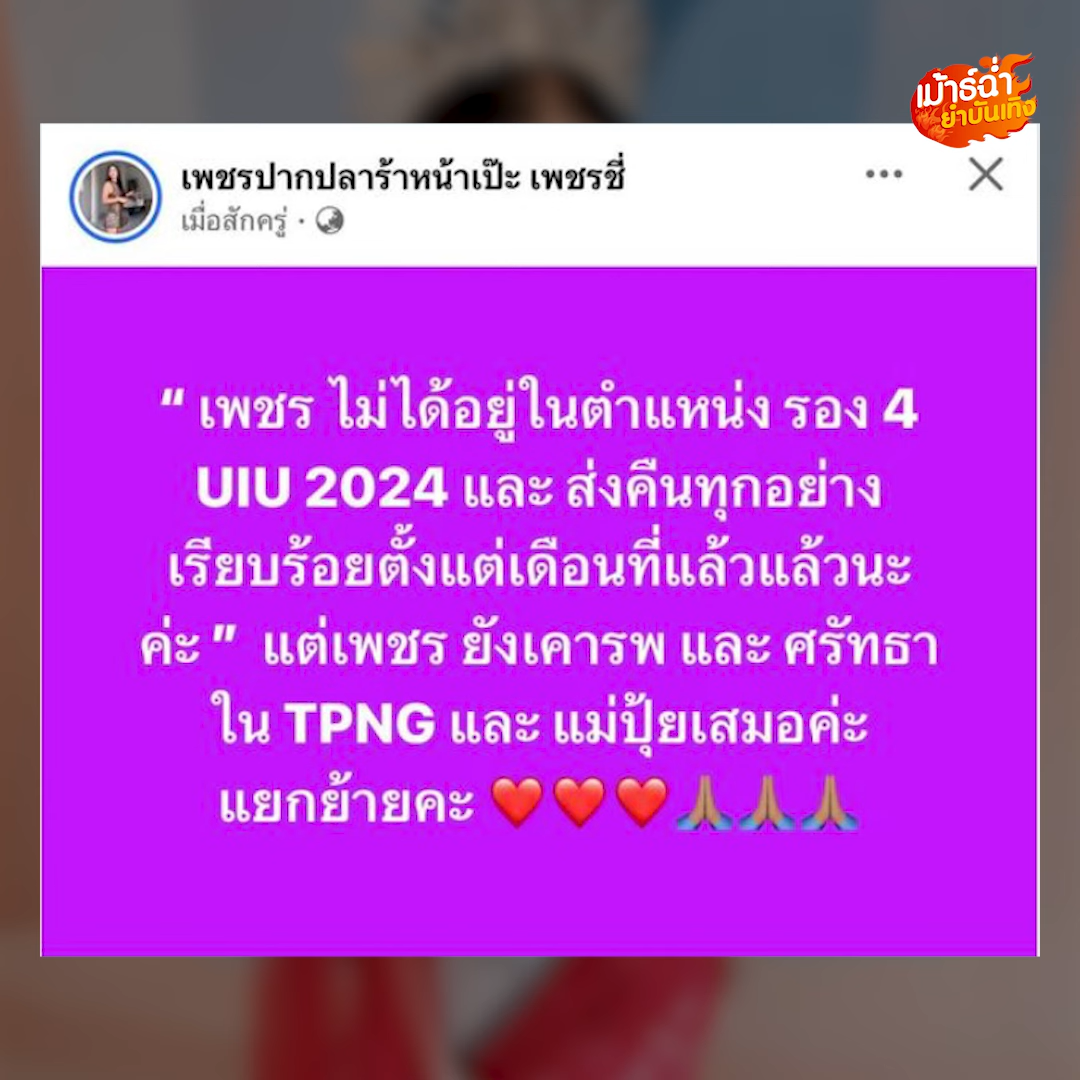 เม้าธ์ฉ่ำ
ยำบันเทิง
เพชรปากปลาร้าหน้าเป๊ะ เพชรชี่
เมื่อสักครู่ ·
“ เพชร ไม่ได้อยู่ในตำแหน่ง รอง 4
UIU 2024 และ ส่งคืนทุกอย่าง
เรียบร้อยตั้งแต่เดือนที่แล้วแล้วนะ
ค่ะ ” แต่เพชร ยังเคารพ และ ศรัทธา
ใน TPNG และ แม่ปุ้ยเสมอค่ะ
แยกย้ายคะ ❤️❤️❤️🙏🏽🙏🏽🙏🏽